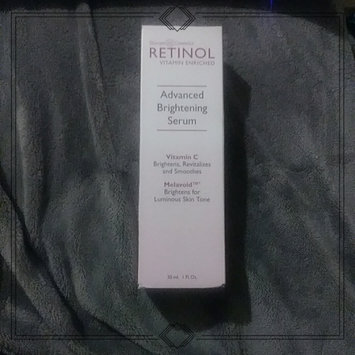 RETINOL
VITAMIN ENRICHED
Advanced
Brightening
Serum
Vitamin C
Brightens, Revitalizes
and Smoothes
Melavoid™*
Brightens for
Luminous Skin Tone
30 ml. 1 Fl. Oz.